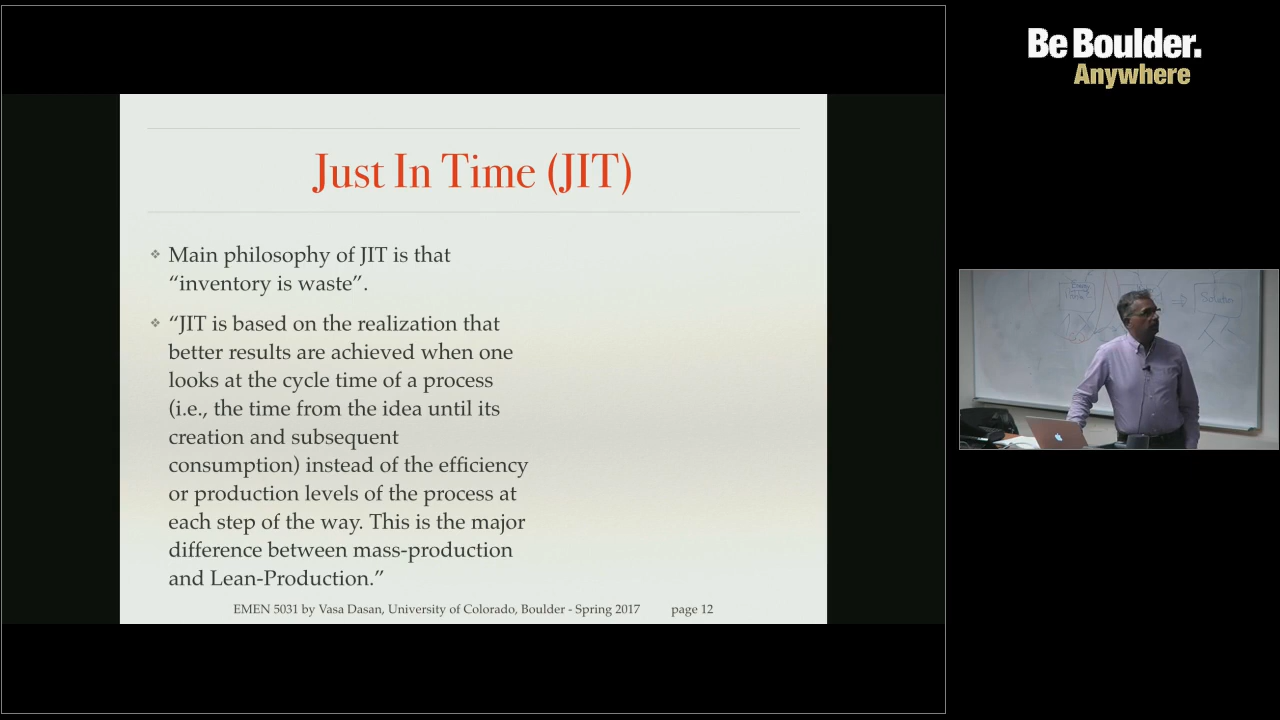 Be Boulder.
Anywhere
Just In Time (JIT)
❖ Main philosophy of JIT is that
“inventory is waste”.
❖ “JIT is based on the realization that
better results are achieved when one
looks at the cycle time of a process
(i.e., the time from the idea until its
creation and subsequent
consumption) instead of the efficiency
or production levels of the process at
each step of the way. This is the major
difference between mass-production
and Lean-Production.”
EMEN 5031 by Vasa Dasan, University of Colorado, Boulder - Spring 2017 page 12
Solution